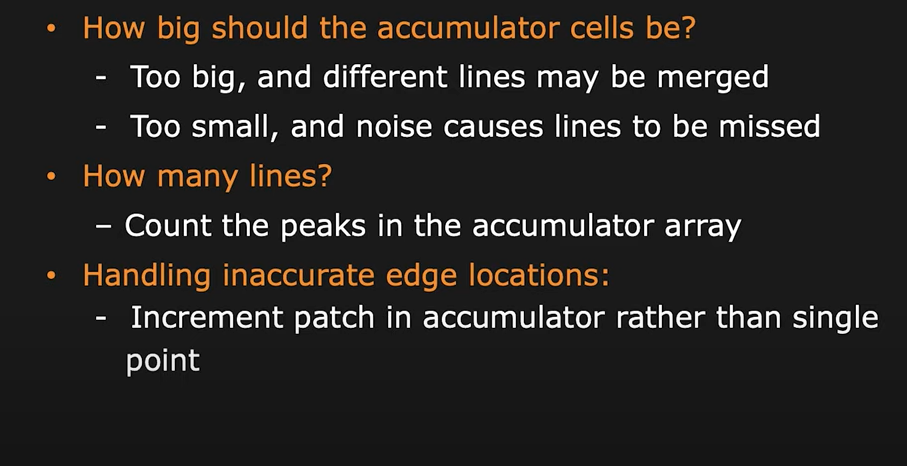 • How big should the accumulator cells be?
- Too big, and different lines may be merged
- Too small, and noise causes lines to be missed
• How many lines?
– Count the peaks in the accumulator array
• Handling inaccurate edge locations:
- Increment patch in accumulator rather than single
point